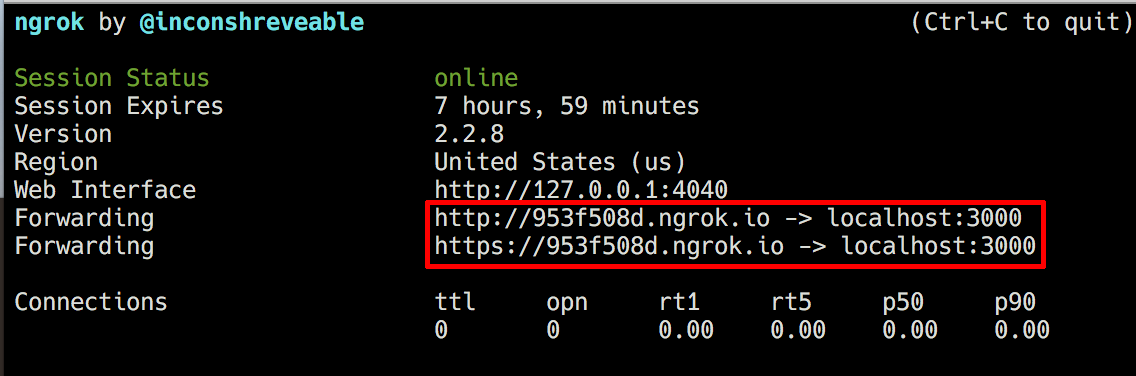 ngrok by @inconshreveable (Ctrl+C to quit)
Session Status online
Session Expires 7 hours, 59 minutes
Version 2.2.8
Region United States (us)
Web Interface http://127.0.0.1:4040
Forwarding http://953f508d.ngrok.io -> localhost:3000
Forwarding https://953f508d.ngrok.io -> localhost:3000
Connections ttl opn rt1 rt5 p50 p90
0 0 0.00 0.00 0.00 0.00